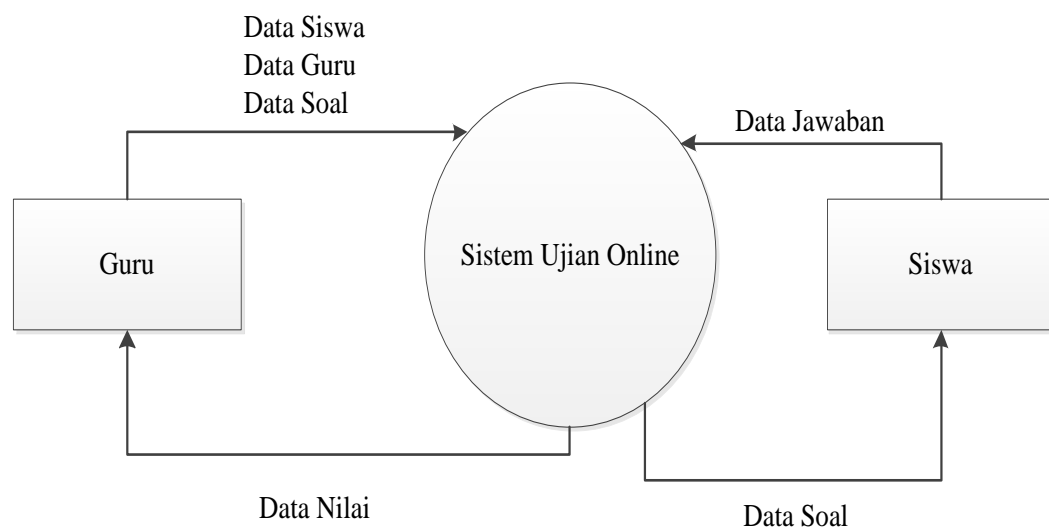 Data Siswa
Data Guru
Data Soal
Data Jawaban
Guru
Sistem Ujian Online
Siswa
Data Nilai
Data Soal